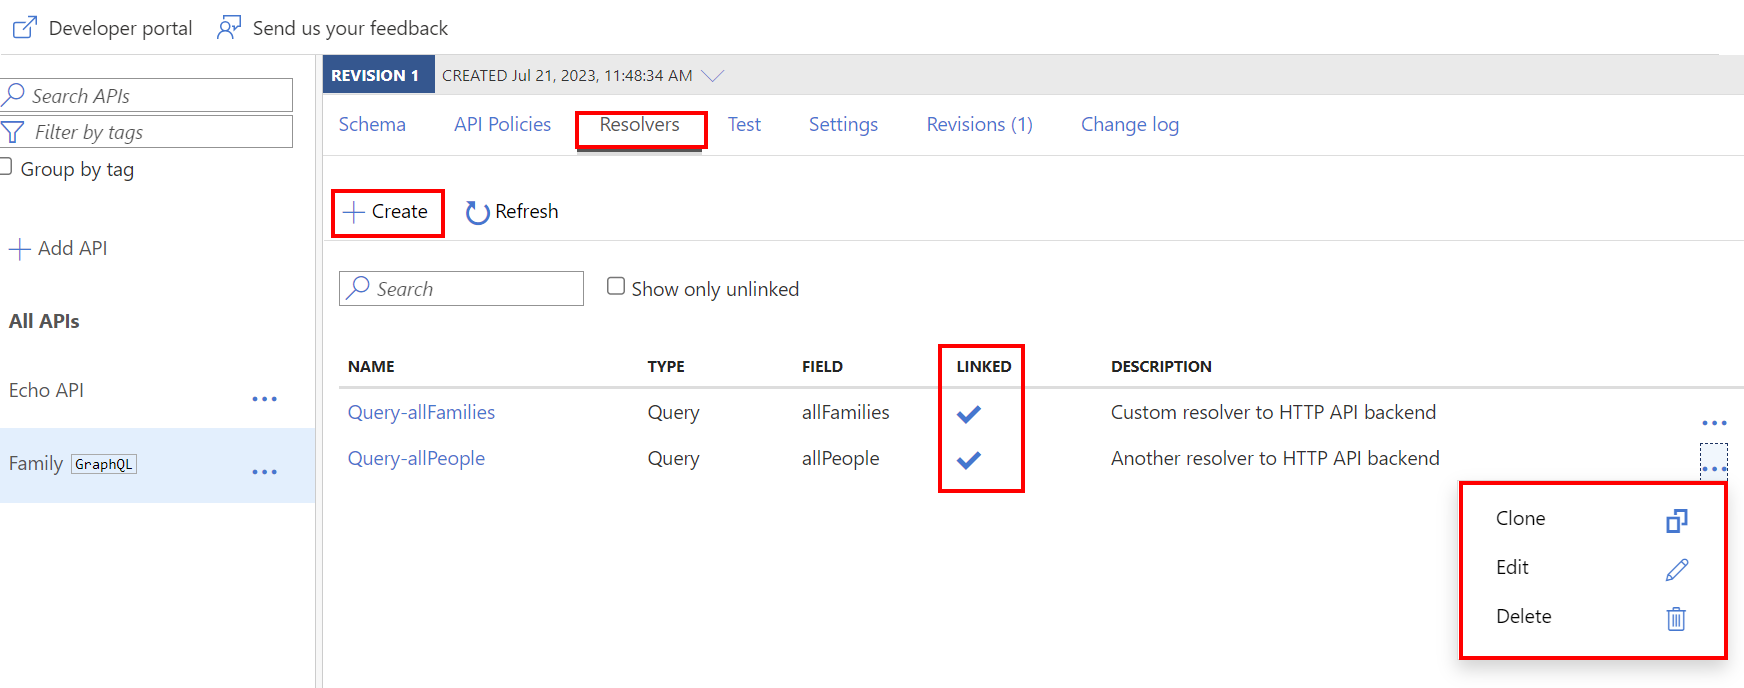 Developer portal Send us your feedback
Search APIs
Filter by tags
Group by tag
Add API
All APIs
Echo API
Family GraphQL
REVISION 1 CREATED Jul 21, 2023, 11:48:34 AM
Schema API Policies Resolvers Test Settings Revisions (1) Change log
Create Refresh
Search Show only unlinked
NAME TYPE FIELD LINKED DESCRIPTION
Query-allFamilies Query allFamilies Custom resolver to HTTP API backend
Query-allPeople Query allPeople Another resolver to HTTP API backend
Clone
Edit
Delete